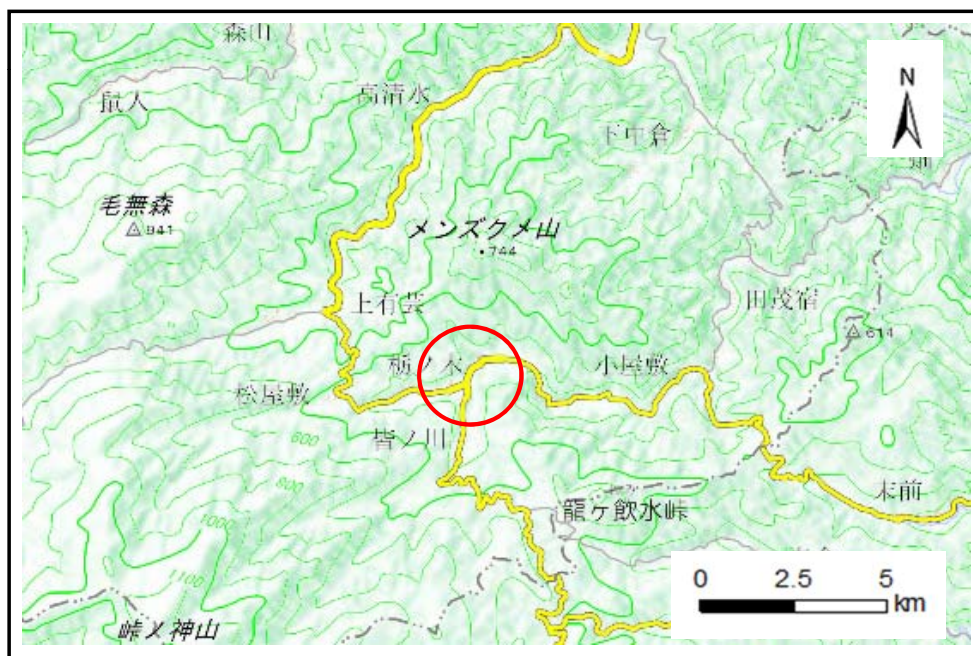 森山
高清水
鼠入
下中倉
N
毛無森
941
メンズクメ山
744
上有芸
田茂宿
614
栃ノ木
小屋敷
松屋敷
皆ノ川
600
800
1000
1100
末前
龍ヶ飲水峠
0 2.5 5
km
峠ノ神山